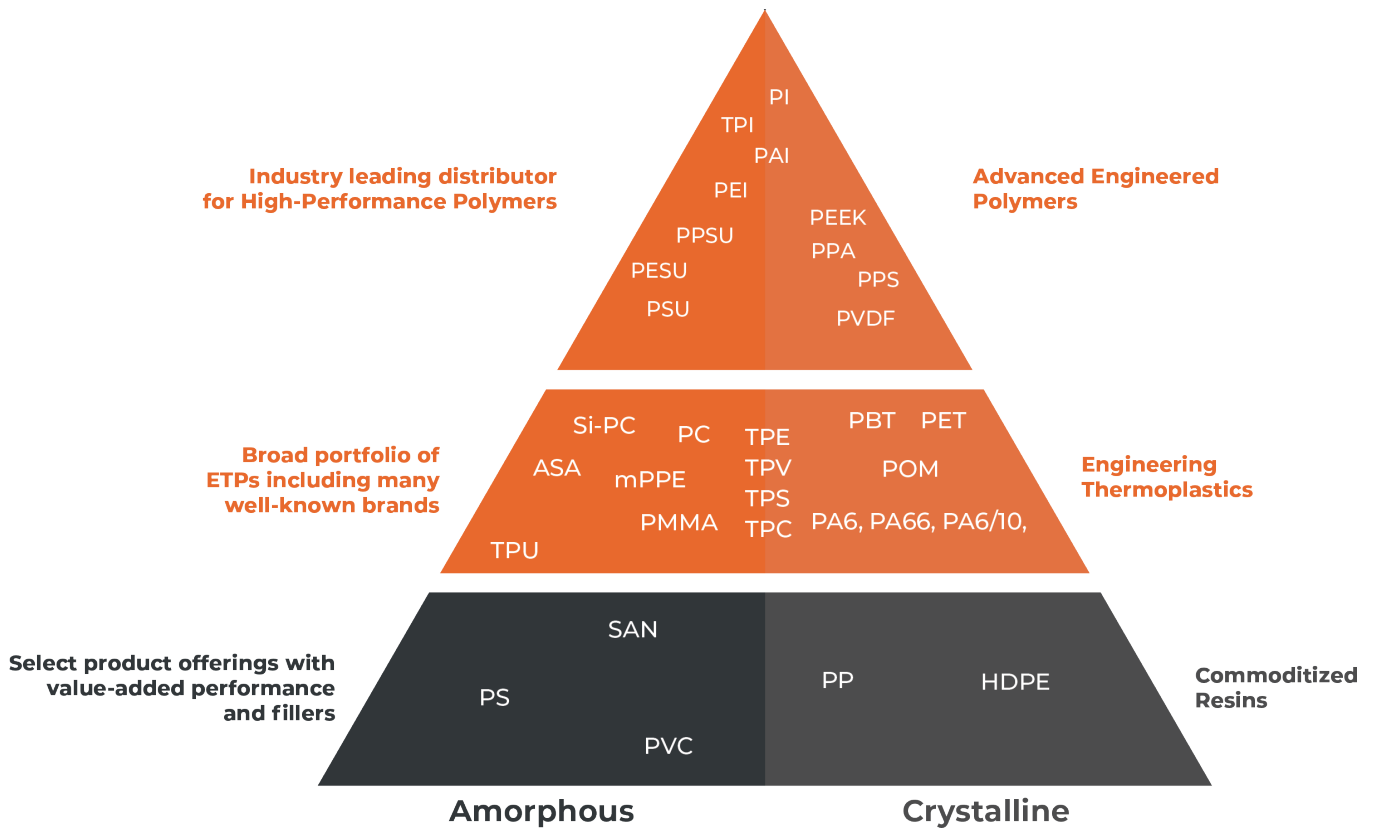 PI
TPI
PAI
Industry leading distributor
for High-Performance Polymers
Advanced Engineered
Polymers
PEI
PEEK
PPSU
PPA
PESU
PPS
PSU
PVDF
Si-PC
PC
ASA
mPPE
PMMA
TPU
TPE
TPV
TPS
TPC
PBT PET
POM
PA6, PA66, PA6/10,
Broad portfolio of
ETPs including many
well-known brands
Engineering
Thermoplastics
SAN
PS
PVC
PP
HDPE
Select product offerings with
value-added performance
and fillers
Commoditized
Resins
Amorphous
Crystalline